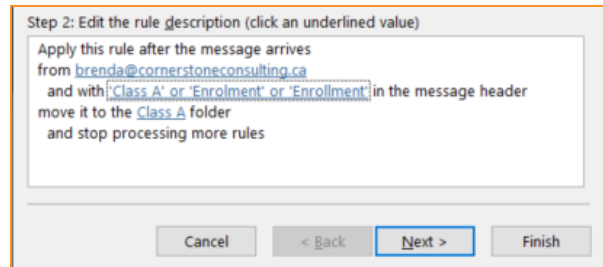 Step 2: Edit the rule description (click an underlined value)
Apply this rule after the message arrives
from brenda@cornerstoneconsulting.ca
and with 'Class A' or 'Enrolment' or 'Enrollment' in the message header
move it to the Class A folder
and stop processing more rules
Cancel < Back Next > Finish